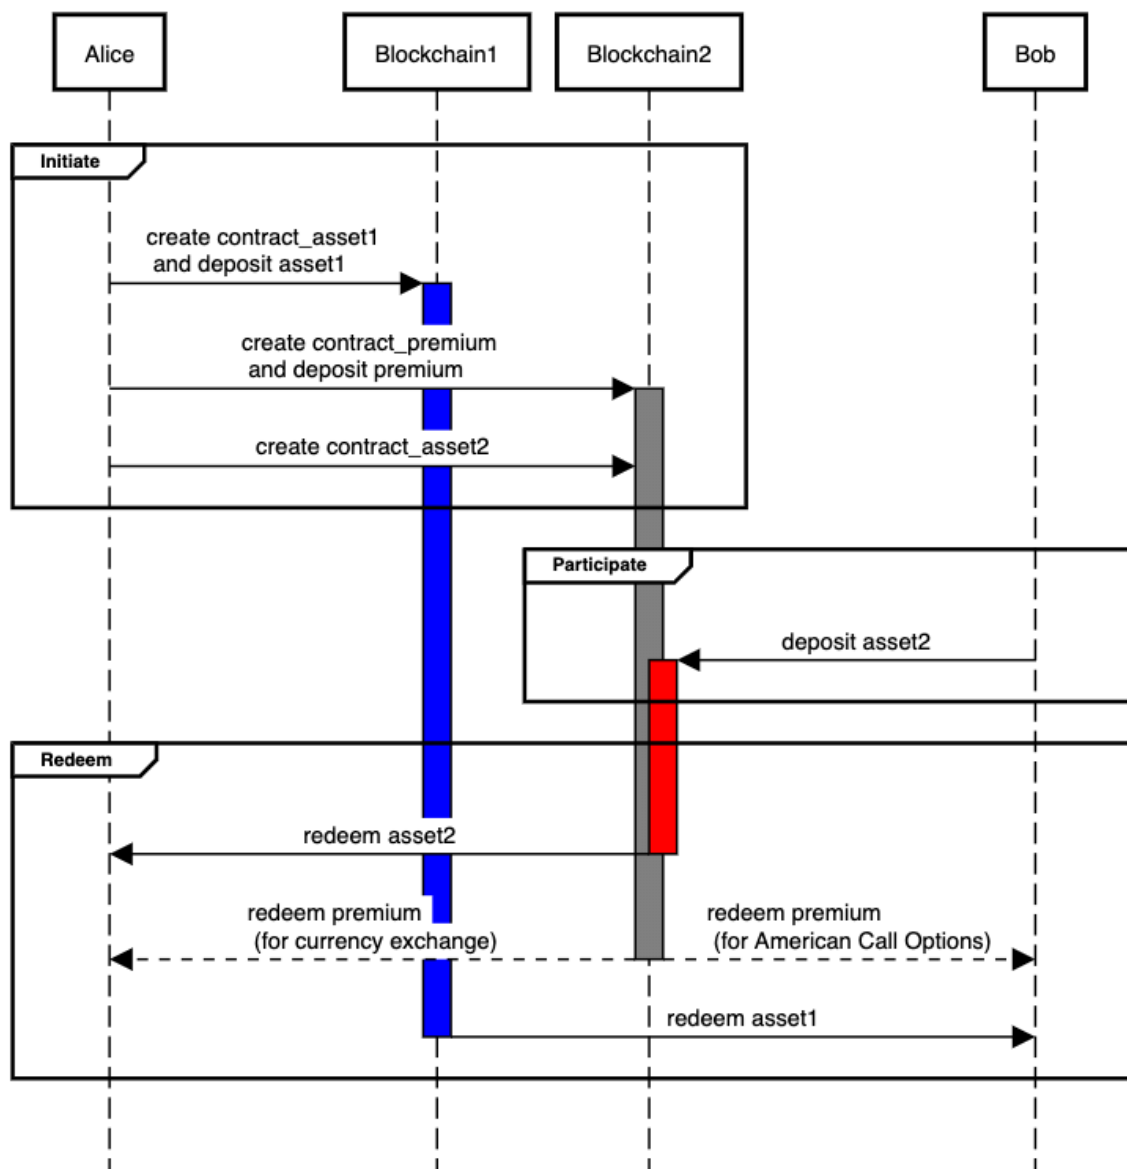 Alice
Blockchain1
Blockchain2
Bob
Initiate
create contract_asset1
and deposit asset1
create contract_premium
and deposit premium
create contract_asset2
Participate
deposit asset2
Redeem
redeem asset2
redeem premium
(for currency exchange)
redeem premium
(for American Call Options)
redeem asset1